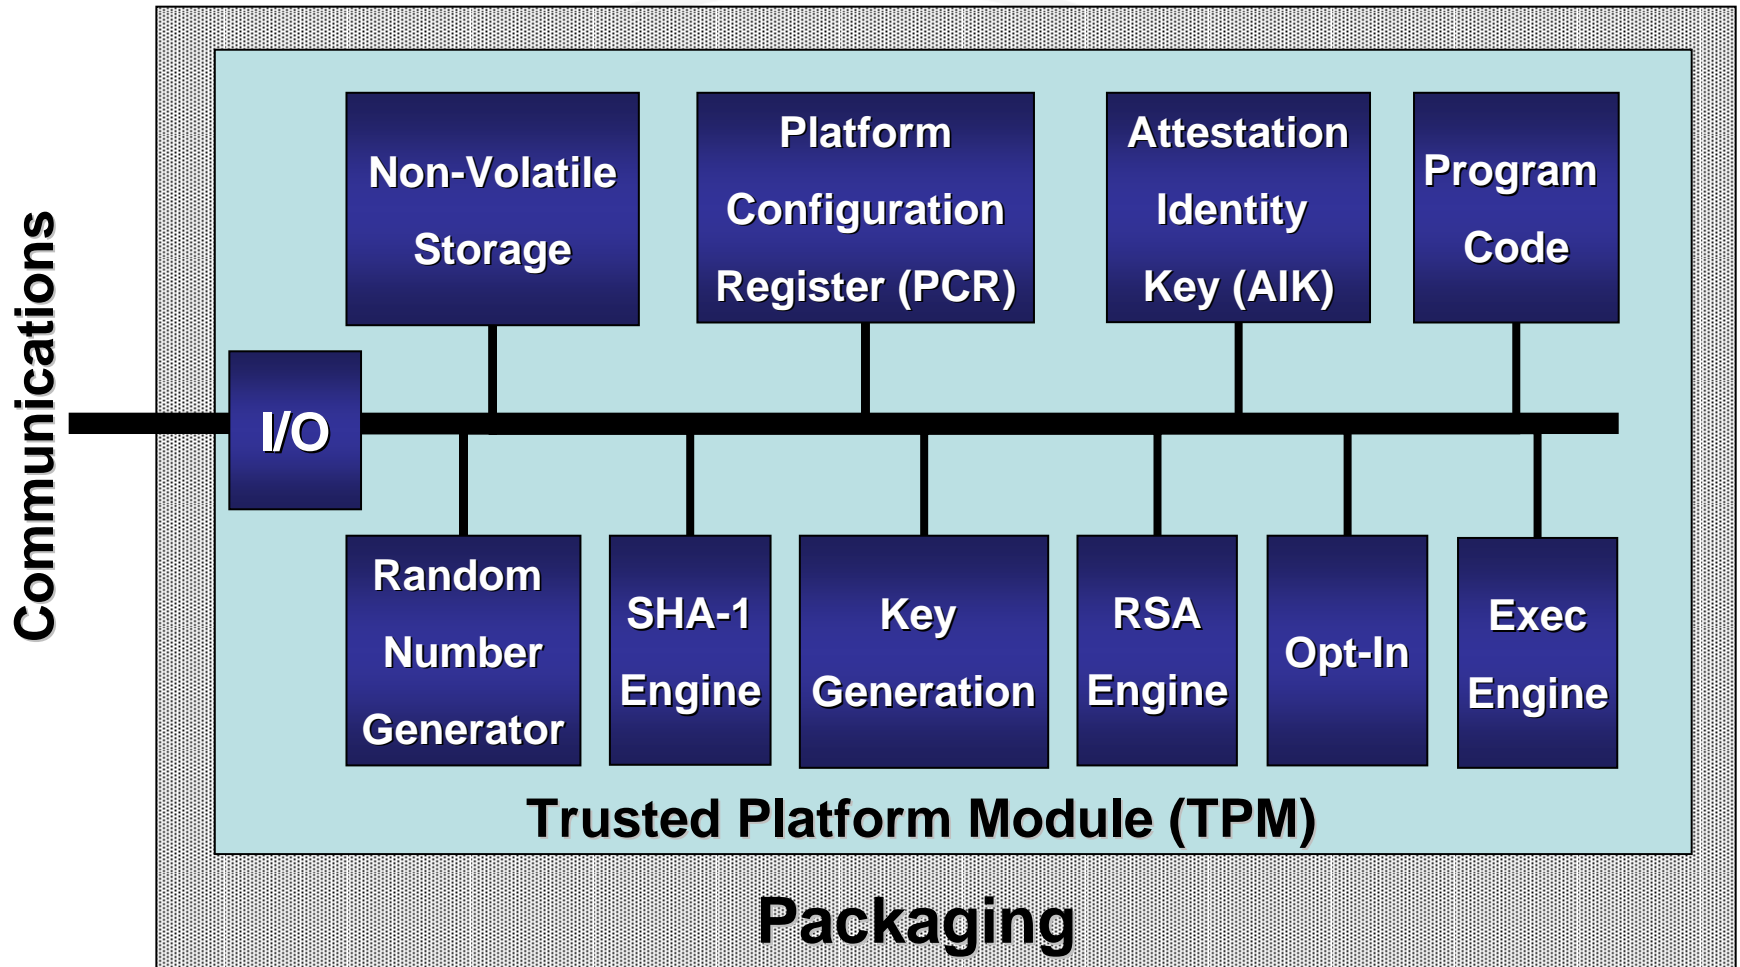 Communications
Non-Volatile
Storage
Platform
Configuration
Register (PCR)
Attestation
Identity
Key (AIK)
Program
Code
I/O
Random
Number
Generator
SHA-1
Engine
Key
Generation
RSA
Engine
Opt-In
Exec
Engine
Trusted Platform Module (TPM)
Packaging